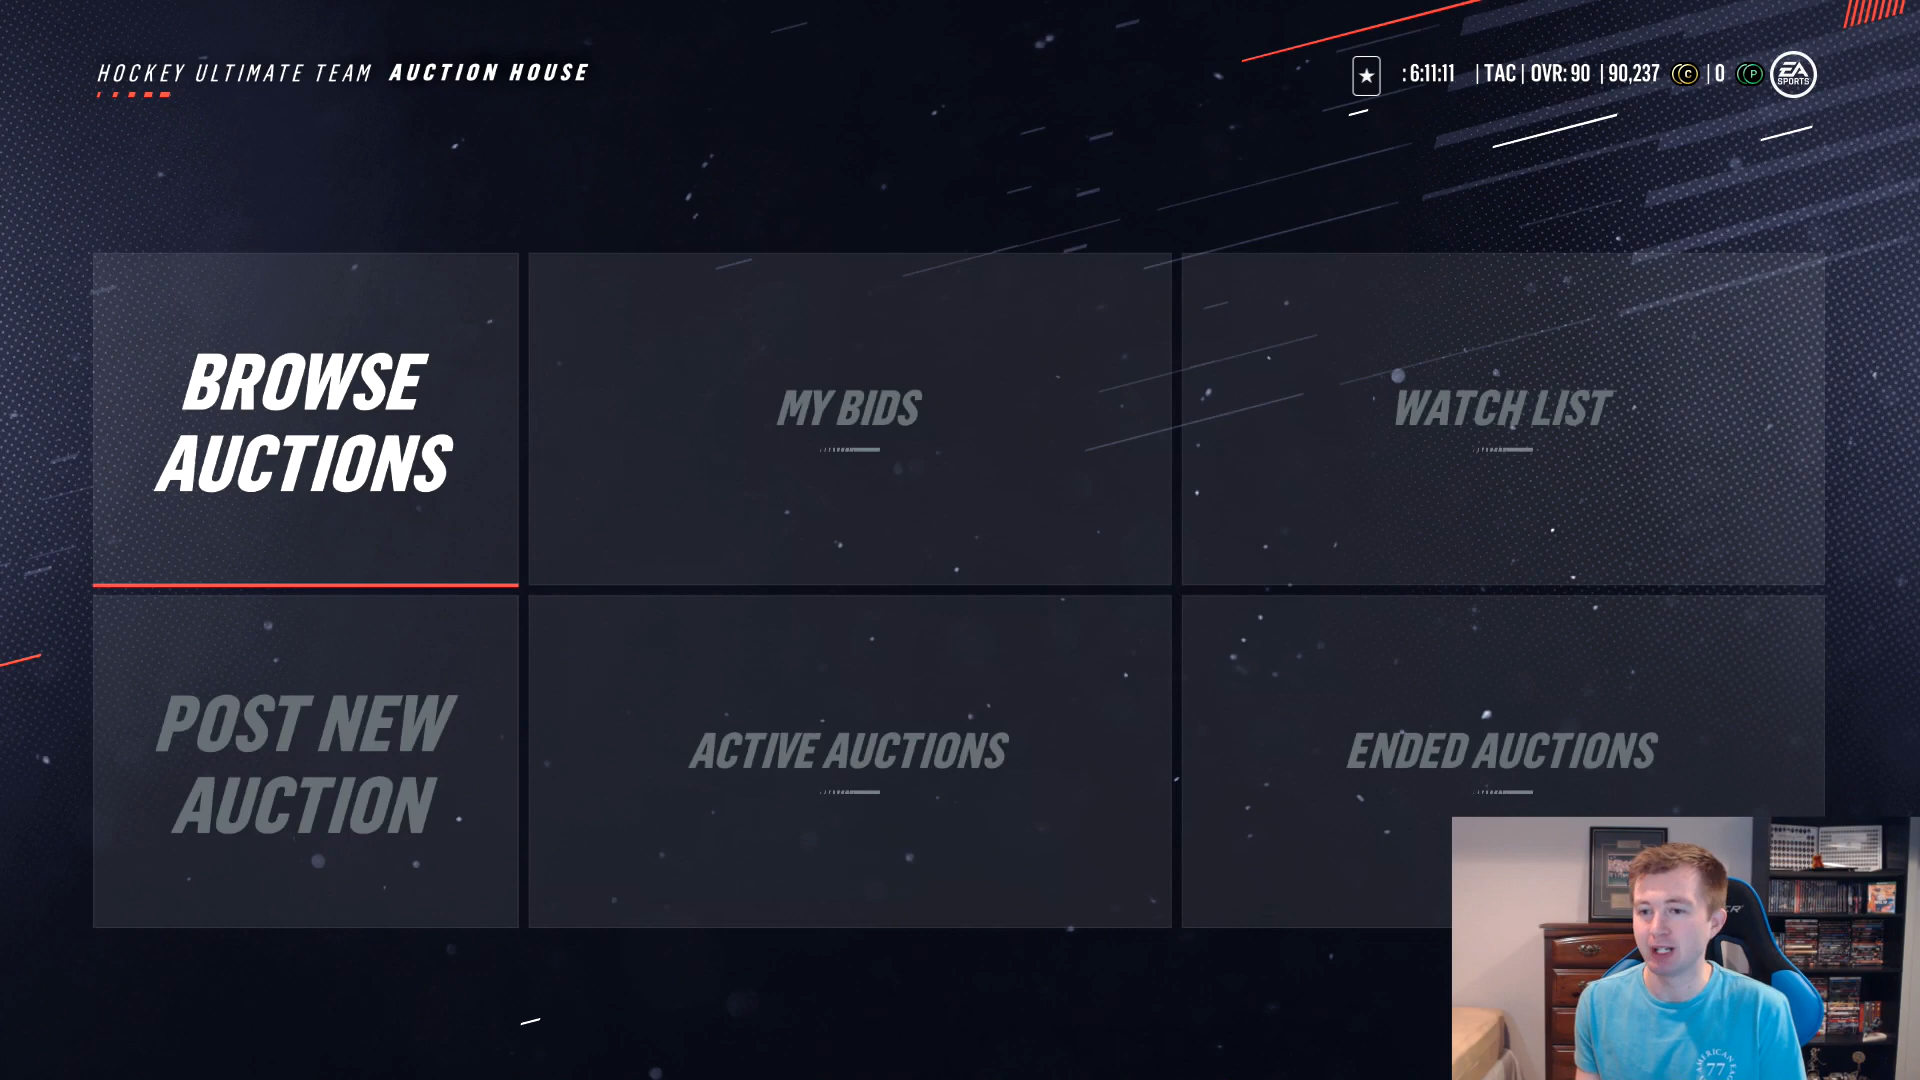 HOCKEY ULTIMATE TEAM AUCTION HOUSE
: 6:11:11 | TAC | OVR: 90 | 90,237 C | 0 P EA SPORTS
BROWSE
AUCTIONS
MY BIDS
WATCH LIST
POST NEW
AUCTION
ACTIVE AUCTIONS
ENDED AUCTIONS
77